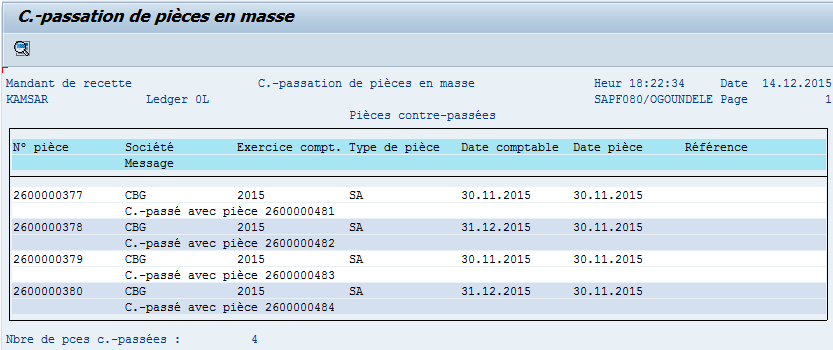 C.-passation de pièces en masse
Mandant de recette C.-passation de pièces en masse Heur 18:22:34 Date 14.12.2015
KAMSAR Ledger 0L SAPF080/OGOUNDELE Page 1
Pièces contre-passées
N° pièce Société Exercice compt. Type de pièce Date comptable Date pièce Référence
Message
2600000377 CBG 2015 SA 30.11.2015 30.11.2015
C.-passé avec pièce 2600000481
2600000378 CBG 2015 SA 31.12.2015 30.11.2015
C.-passé avec pièce 2600000482
2600000379 CBG 2015 SA 30.11.2015 30.11.2015
C.-passé avec pièce 2600000483
2600000380 CBG 2015 SA 31.12.2015 30.11.2015
C.-passé avec pièce 2600000484
Nbre de pces c.-passées : 4